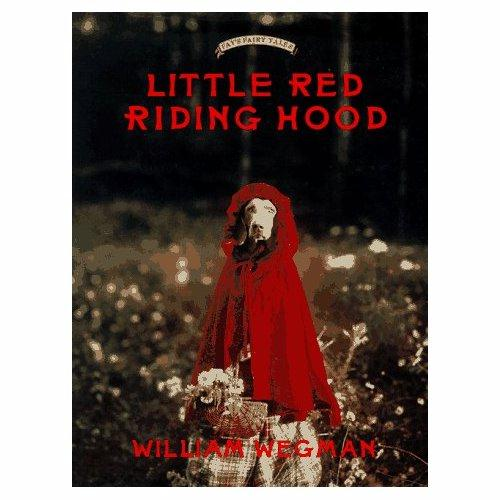 FAY'S FAIRY TALES
LITTLE RED
RIDING HOOD
WILLIAM WEGMAN